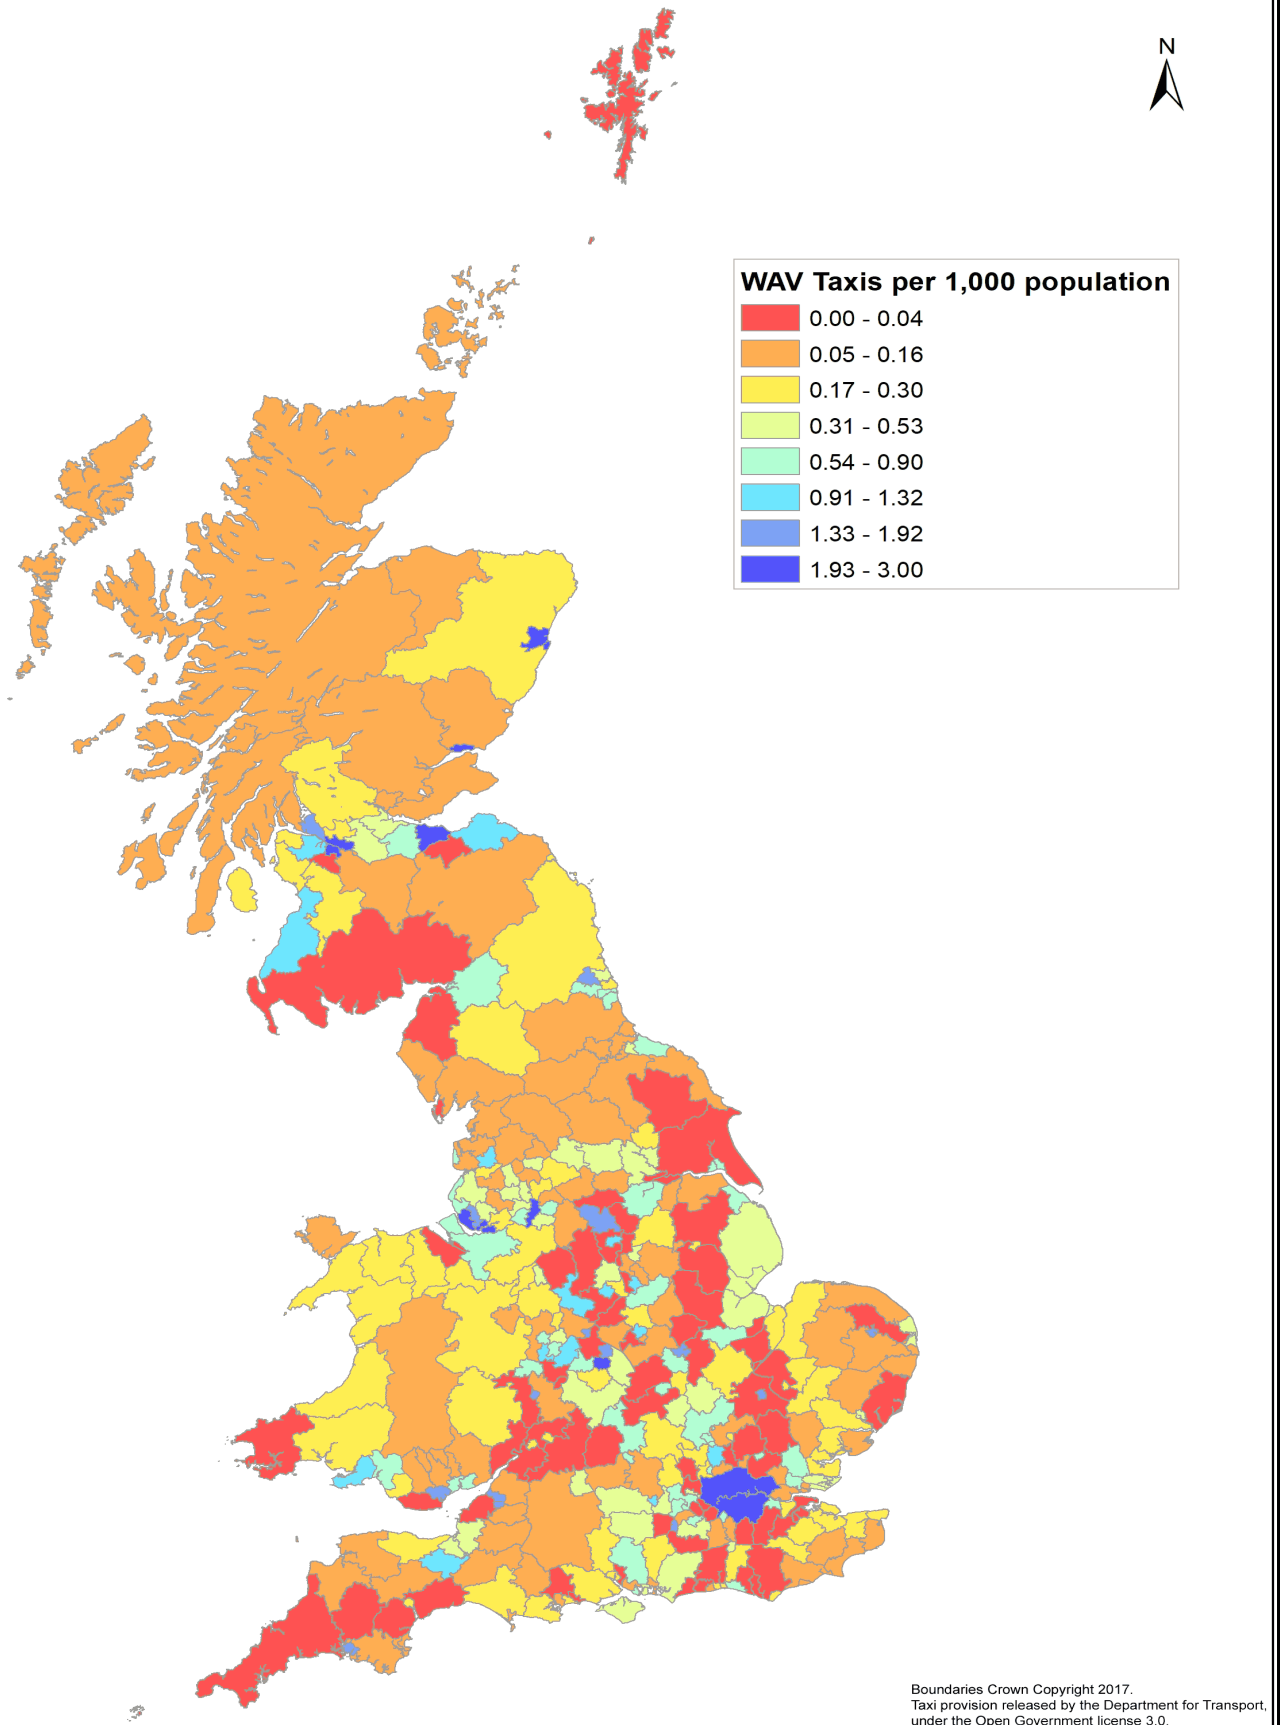 N
WAV Taxis per 1,000 population
0.00 - 0.04
0.05 - 0.16
0.17 - 0.30
0.31 - 0.53
0.54 - 0.90
0.91 - 1.32
1.33 - 1.92
1.93 - 3.00
Boundaries Crown Copyright 2017.
Taxi provision released by the Department for Transport,
under the Open Government license 3.0.